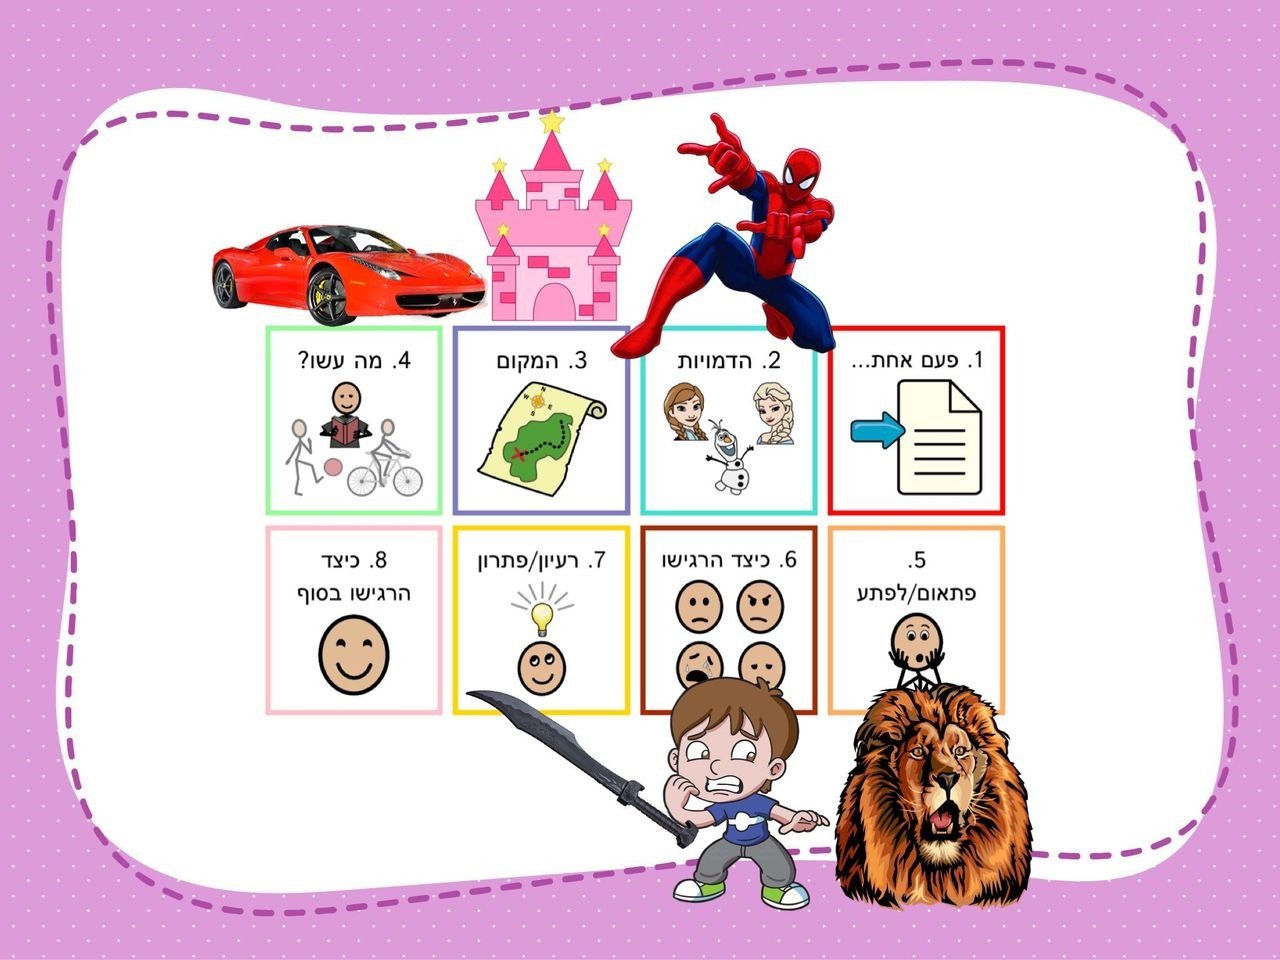 1. פעם אחת...
2. הדמויות
3. המקום
N
W
E
S
4. מה עשו?
5.
פתאום/לפתע
6. כיצד הרגישו
7. רעיון/פתרון
8. כיצד
הרגישו בסוף